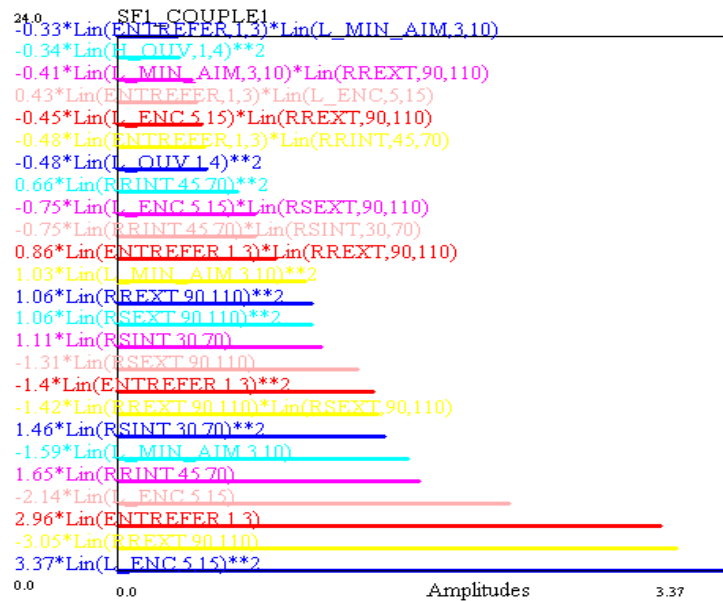 24.0 SF1_COUPLE1
-0.33*Lin(ENTREFER,1,3)*Lin(L_MIN_AIM,3,10)
-0.34*Lin(H_OUV,1,4)**2
-0.41*Lin(L_MIN_AIM,3,10)*Lin(RREXT,90,110)
0.43*Lin(ENTREFER,1,3)*Lin(L_ENC,5,15)
-0.45*Lin(L_ENC,5,15)*Lin(RREXT,90,110)
-0.48*Lin(ENTREFER,1,3)*Lin(RRINT,45,70)
-0.48*Lin(L_OUV,1,4)**2
0.66*Lin(RRINT,45,70)**2
-0.75*Lin(L_ENC,5,15)*Lin(RSEXT,90,110)
-0.75*Lin(RRINT,45,70)*Lin(RSINT,30,70)
0.86*Lin(ENTREFER,1,3)*Lin(RREXT,90,110)
1.03*Lin(L_MIN_AIM,3,10)**2
1.06*Lin(RREXT,90,110)**2
1.06*Lin(RSEXT,90,110)**2
1.11*Lin(RSINT,30,70)
-1.31*Lin(RSEXT,90,110)
-1.4*Lin(ENTREFER,1,3)**2
-1.42*Lin(RREXT,90,110)*Lin(RSEXT,90,110)
1.46*Lin(RSINT,30,70)**2
-1.59*Lin(L_MIN_AIM,3,10)
1.65*Lin(RRINT,45,70)
-2.14*Lin(L_ENC,5,15)
2.96*Lin(ENTREFER,1,3)
-3.05*Lin(RREXT,90,110)
3.37*Lin(L_ENC,5,15)**2
0.0 0.0 Amplitudes 3.37